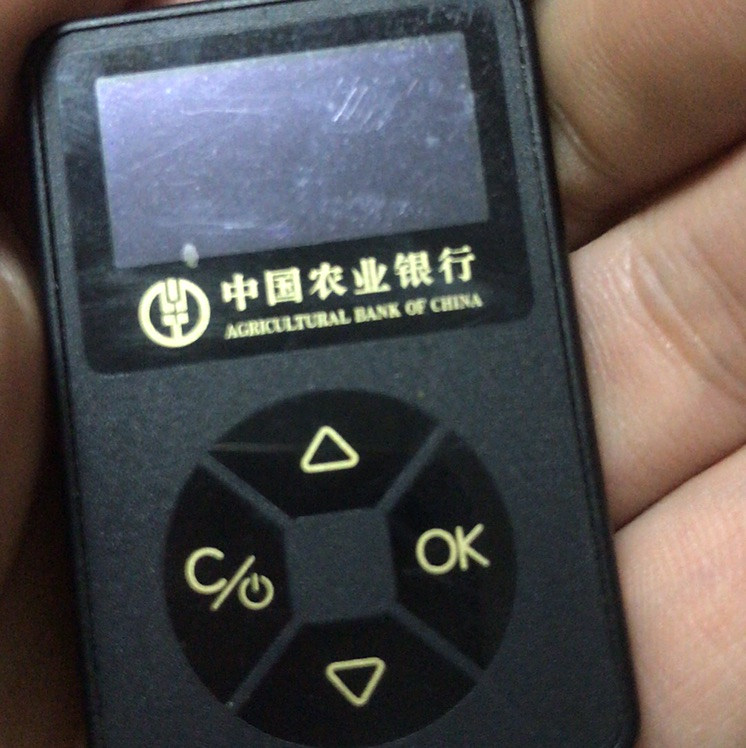 中国农业银行
AGRICULTURAL BANK OF CHINA
C/
OK